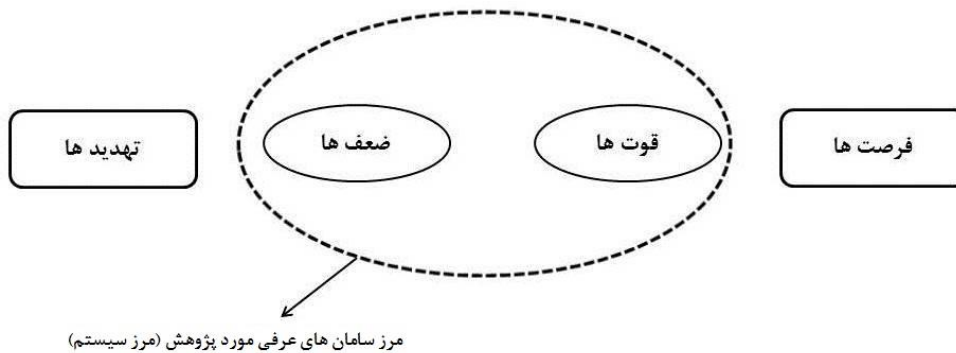 فرصت ها
قوت ها
ضعف ها
تهدید ها
مرز سامان های عرفی مورد پژوهش (مرز سیستم)